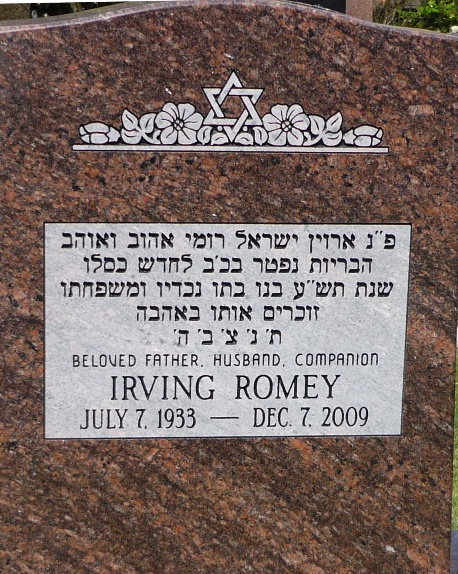 פ״נ ארוין ישראל רומי אהוב ואוהב
הבריות נפטר בכ׳ב לחדש כסלו
שנת תש״ע בנו בתו נכדיו ומשפחתו
זוכרים אותו באהבה
ת׳ נ׳ צ׳ ב׳ ה׳
BELOVED FATHER, HUSBAND, COMPANION
IRVING ROMEY
JULY 7, 1933 — DEC. 7, 2009